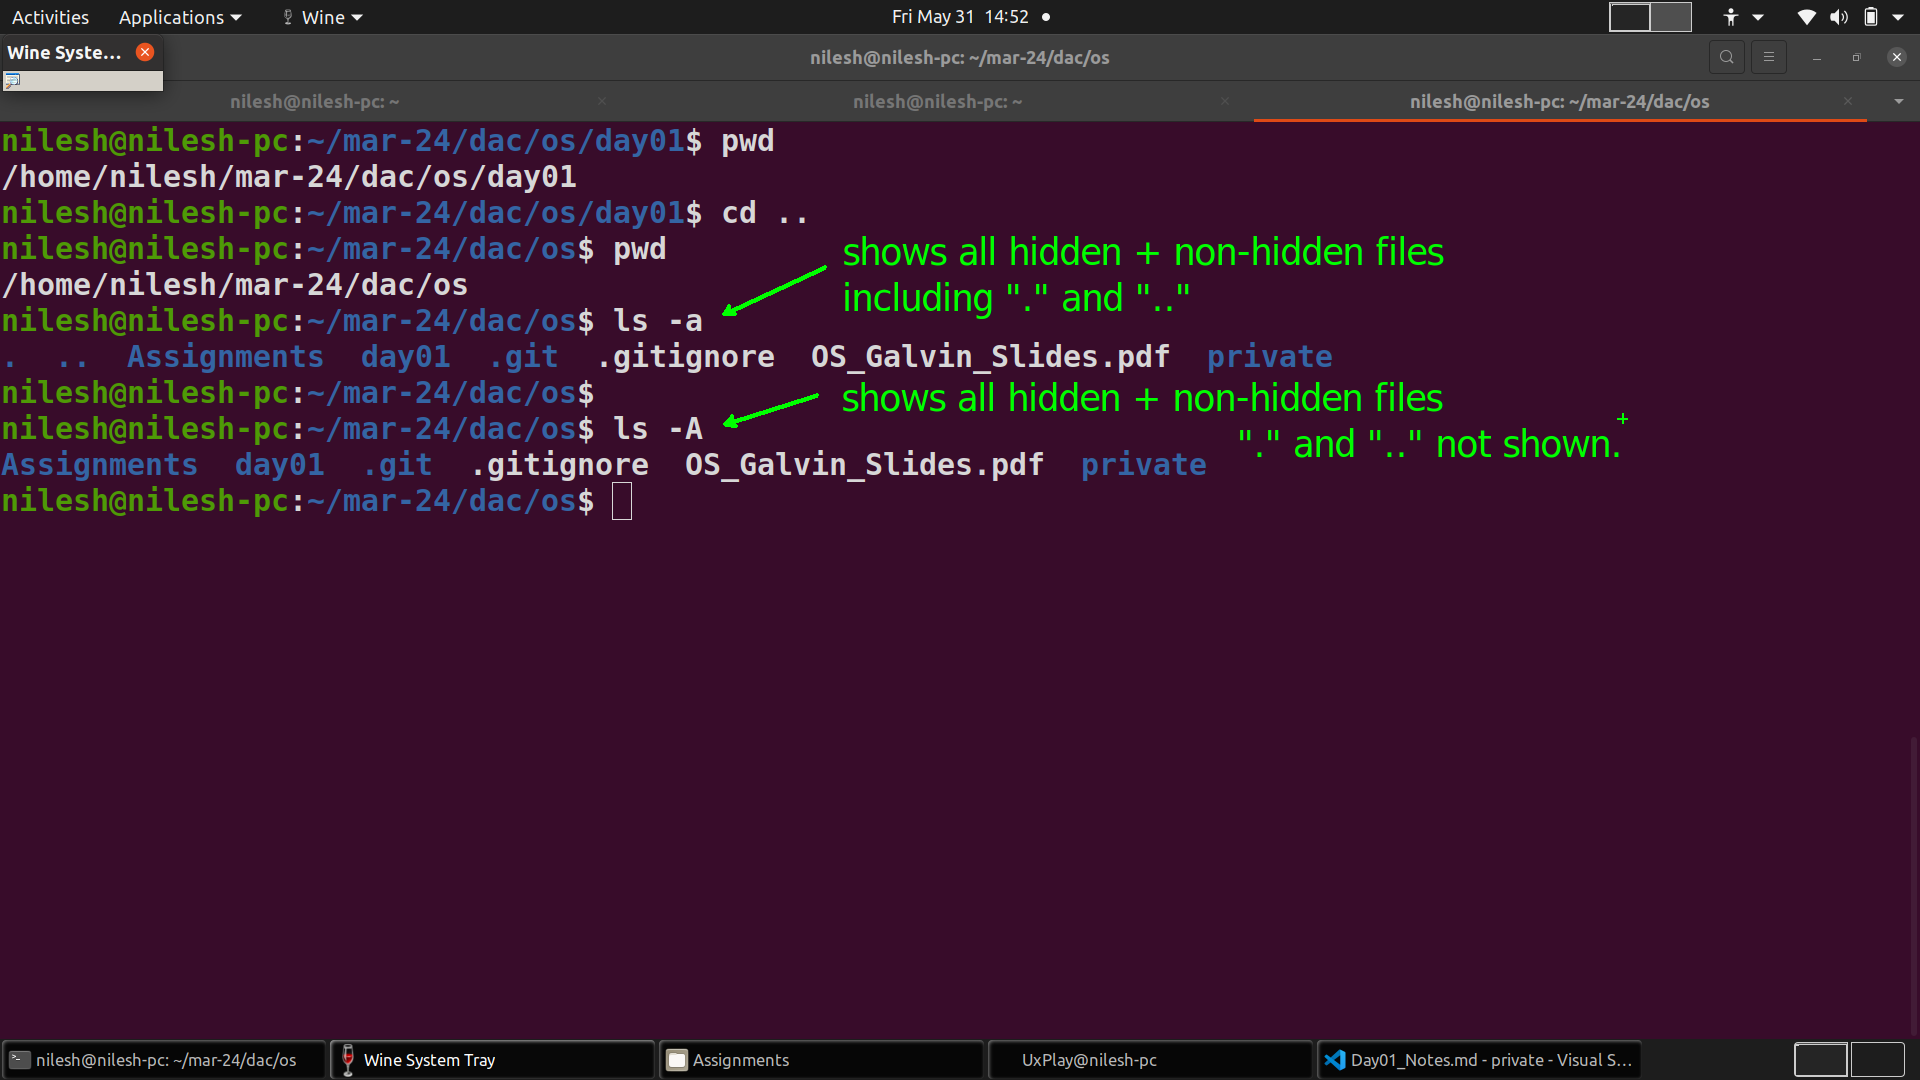 Activities Applications Wine Fri May 31 14:52
Wine Syste...
nilesh@nilesh-pc: ~/mar-24/dac/os
nilesh@nilesh-pc: ~ nilesh@nilesh-pc: ~ nilesh@nilesh-pc: ~/mar-24/dac/os
nilesh@nilesh-pc:~/mar-24/dac/os/day01$ pwd
/home/nilesh/mar-24/dac/os/day01
nilesh@nilesh-pc:~/mar-24/dac/os/day01$ cd ..
nilesh@nilesh-pc:~/mar-24/dac/os$ pwd
shows all hidden + non-hidden files
/home/nilesh/mar-24/dac/os
including "." and ".."
nilesh@nilesh-pc:~/mar-24/dac/os$ ls -a
. .. Assignments day01 .git .gitignore OS_Galvin_Slides.pdf private
nilesh@nilesh-pc:~/mar-24/dac/os$
shows all hidden + non-hidden files
nilesh@nilesh-pc:~/mar-24/dac/os$ ls -A
"." and ".." not shown.
Assignments day01 .git .gitignore OS_Galvin_Slides.pdf private
nilesh@nilesh-pc:~/mar-24/dac/os$
nilesh@nilesh-pc: ~/mar-24/dac/os Wine System Tray Assignments UxPlay@nilesh-pc Day01_Notes.md - private - Visual S...